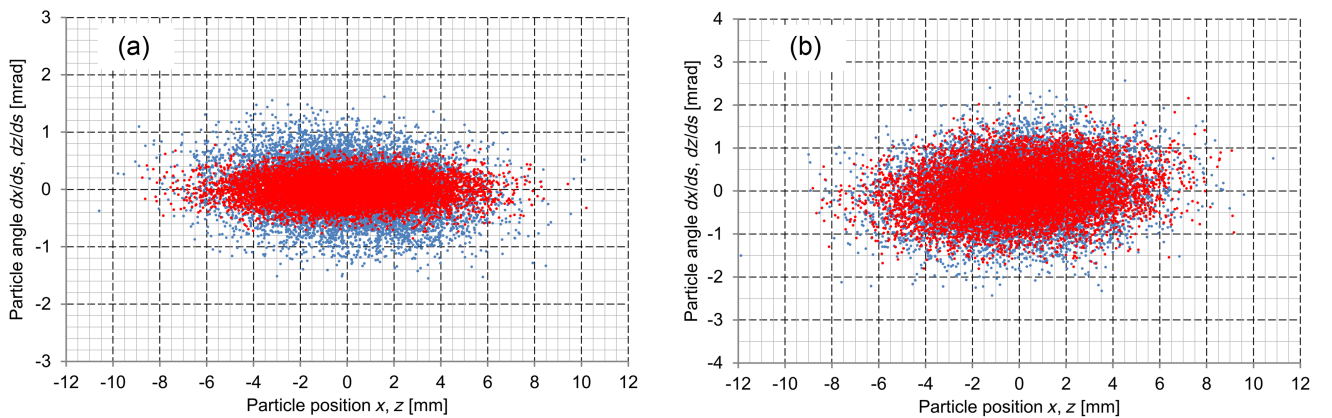 (a)
3
2
1
0
-1
-2
-3
-12 -10 -8 -6 -4 -2 0 2 4 6 8 10 12
Particle angle dx/ds, dz/ds [mrad]
Particle position x, z [mm]
(b)
4
3
2
1
0
-1
-2
-3
-4
-12 -10 -8 -6 -4 -2 0 2 4 6 8 10 12
Particle angle dx/ds, dz/ds [mrad]
Particle position x, z [mm]